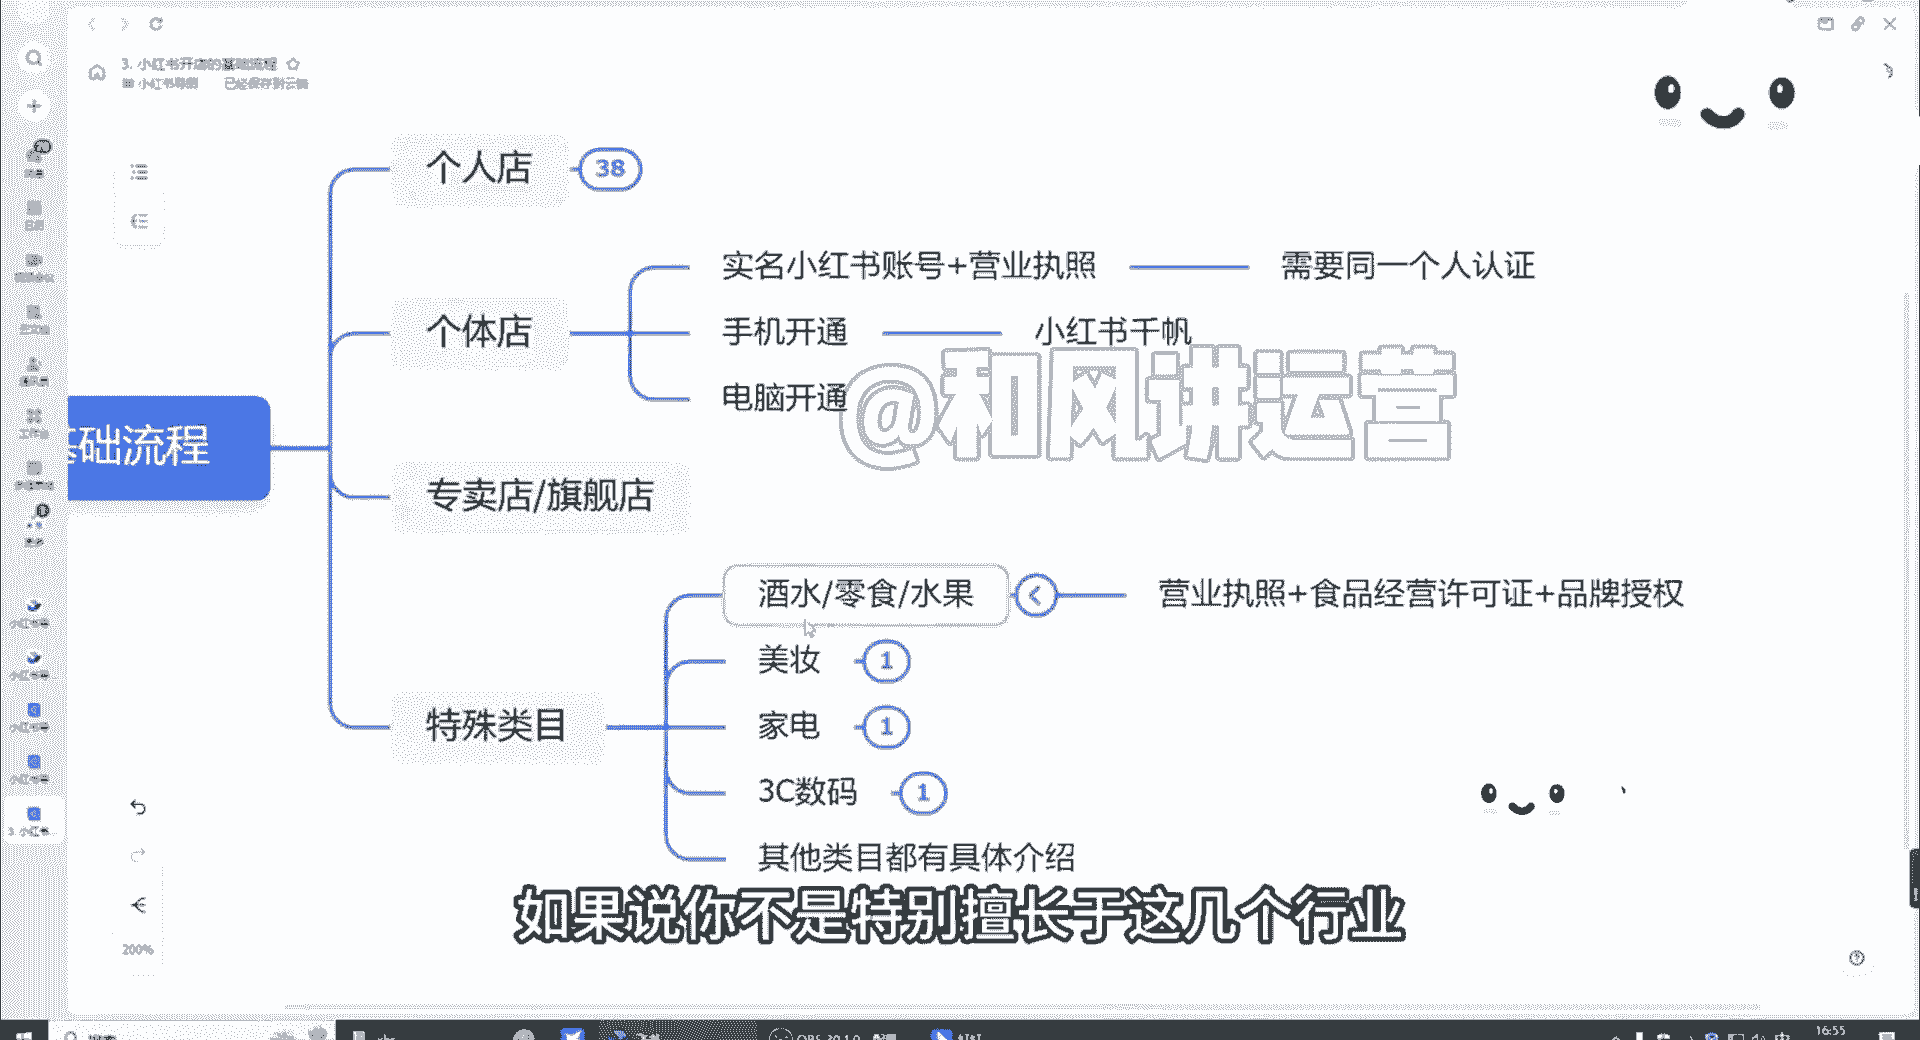 3. 小红书开店的基础流程
个人店
38
实名小红书账号+营业执照
需要同一个人认证
个体店
手机开通
小红书千帆
电脑开通
@和风讲运营
基础流程
专卖店/旗舰店
酒水/零食/水果
营业执照+食品经营许可证+品牌授权
美妆
1
特殊类目
家电
1
3C数码
1
其他类目都有具体介绍
如果说你不是特别擅长于这几个行业
200%
3. 小红书...
16:55